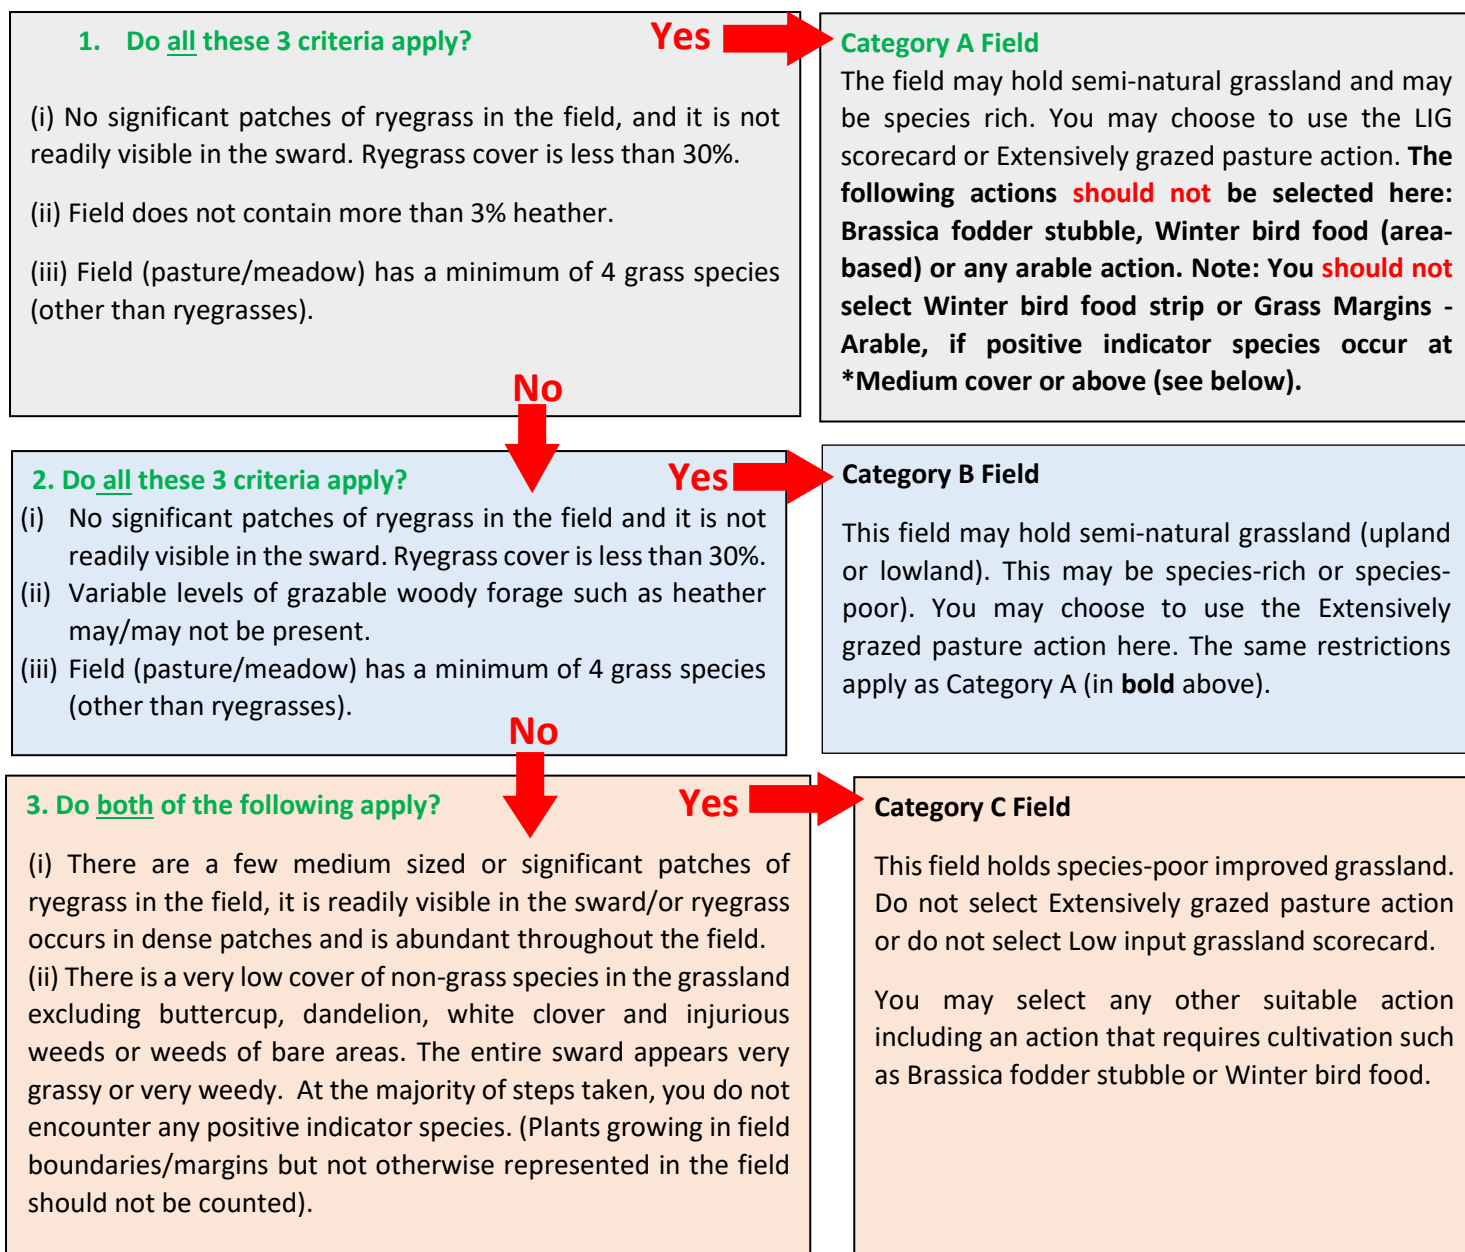 1. Do all these 3 criteria apply?
Yes
(i) No significant patches of ryegrass in the field, and it is not
readily visible in the sward. Ryegrass cover is less than 30%.
(ii) Field does not contain more than 3% heather.
(iii) Field (pasture/meadow) has a minimum of 4 grass species
(other than ryegrasses).
No
Category A Field
The field may hold semi-natural grassland and may
be species rich. You may choose to use the LIG
scorecard or Extensively grazed pasture action. The
following actions should not be selected here:
Brassica fodder stubble, Winter bird food (area-
based) or any arable action. Note: You should not
select Winter bird food strip or Grass Margins -
Arable, if positive indicator species occur at
*Medium cover or above (see below).
2. Do all these 3 criteria apply?
Yes
(i) No significant patches of ryegrass in the field and it is not
readily visible in the sward. Ryegrass cover is less than 30%.
(ii) Variable levels of grazable woody forage such as heather
may/may not be present.
(iii) Field (pasture/meadow) has a minimum of 4 grass species
(other than ryegrasses).
No
Category B Field
This field may hold semi-natural grassland (upland
or lowland). This may be species-rich or species-
poor). You may choose to use the Extensively
grazed pasture action here. The same restrictions
apply as Category A (in bold above).
3. Do both of the following apply?
Yes
(i) There are a few medium sized or significant patches of
ryegrass in the field, it is readily visible in the sward/or ryegrass
occurs in dense patches and is abundant throughout the field.
(ii) There is a very low cover of non-grass species in the grassland
excluding buttercup, dandelion, white clover and injurious
weeds or weeds of bare areas. The entire sward appears very
grassy or very weedy. At the majority of steps taken, you do not
encounter any positive indicator species. (Plants growing in field
boundaries/margins but not otherwise represented in the field
should not be counted).
Category C Field
This field holds species-poor improved grassland.
Do not select Extensively grazed pasture action
or do not select Low input grassland scorecard.
You may select any other suitable action
including an action that requires cultivation such
as Brassica fodder stubble or Winter bird food.